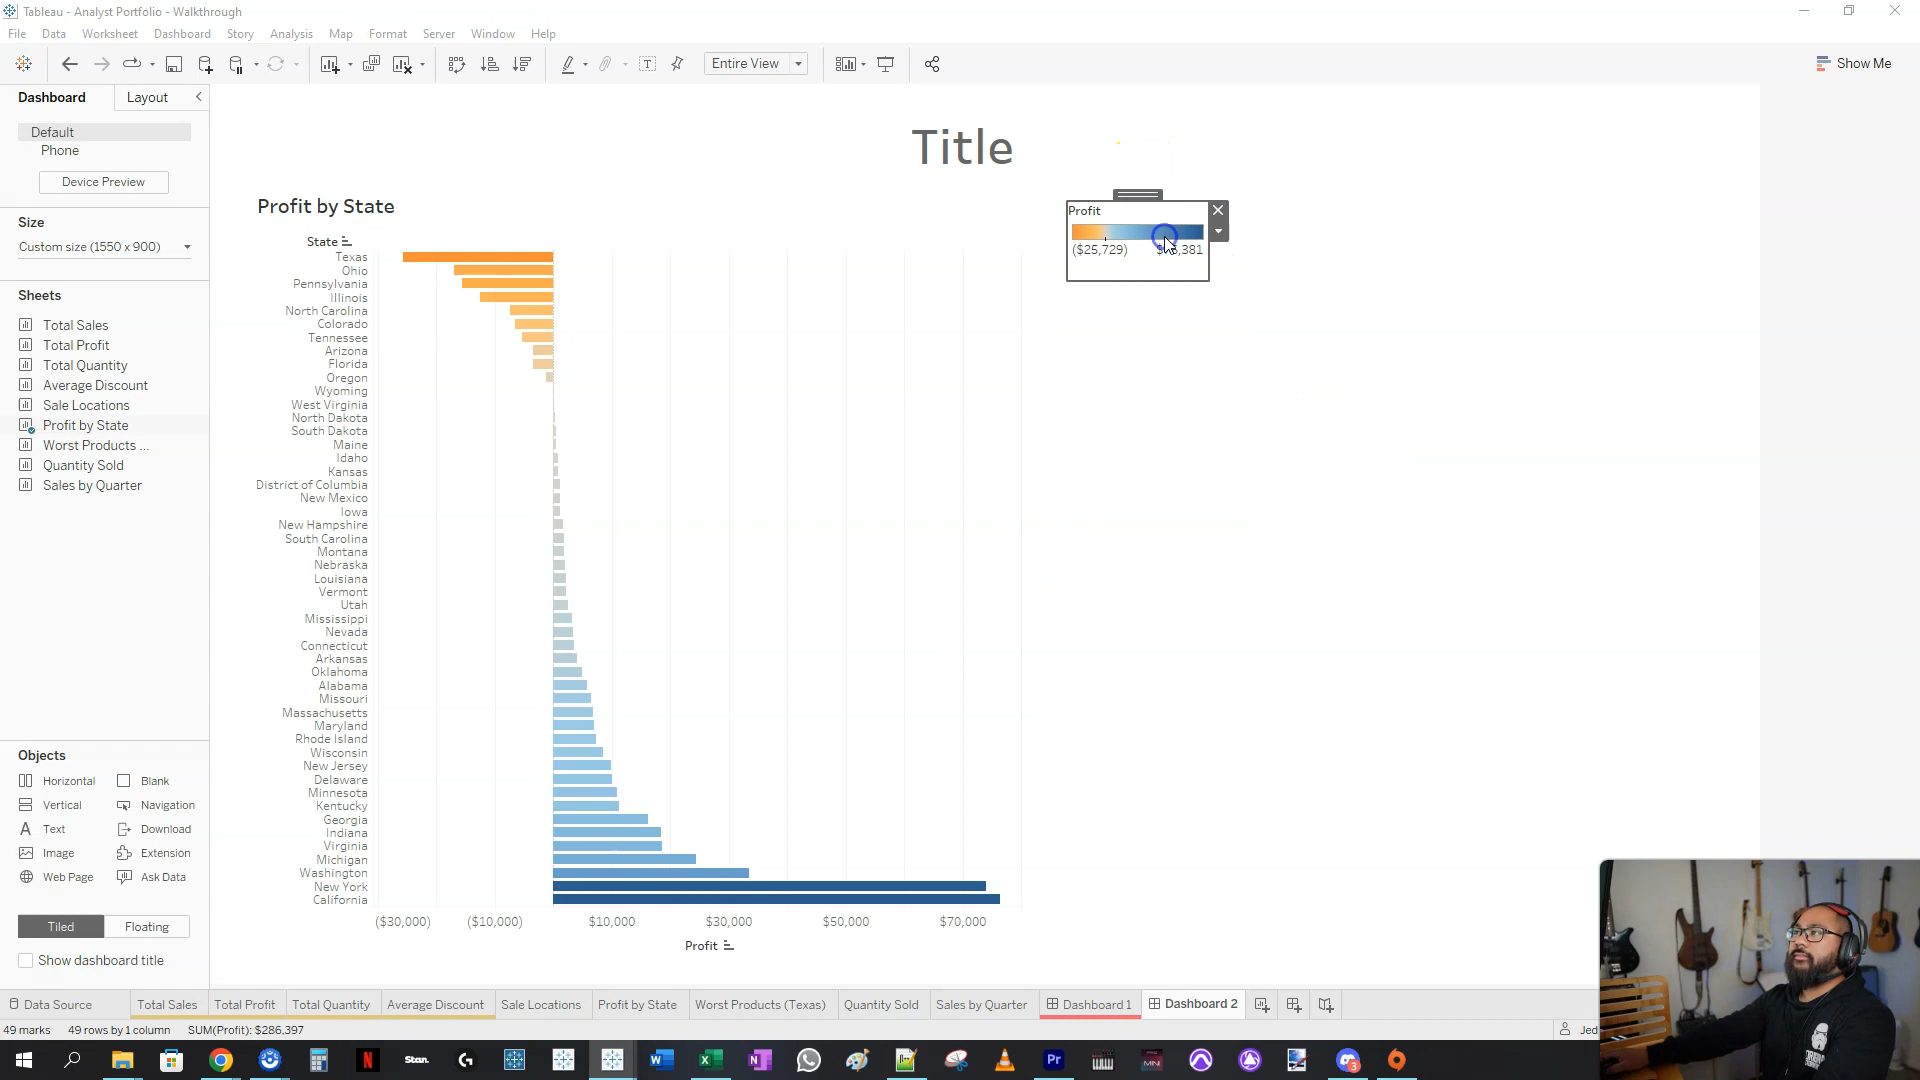 Tableau - Analyst Portfolio - Walkthrough
File Data Worksheet Dashboard Story Analysis Map Format Server Window Help
Entire View
Show Me
Dashboard Layout
Default
Phone
Device Preview
Size
Custom size (1550 x 900)
Sheets
Total Sales
Total Profit
Total Quantity
Average Discount
Sale Locations
Profit by State
Worst Products ...
Quantity Sold
Sales by Quarter
Objects
Horizontal Blank
Vertical Navigation
Text Download
Image Extension
Web Page Ask Data
Tiled Floating
Show dashboard title
Title
Profit by State
State
Texas
Ohio
Pennsylvania
Illinois
North Carolina
Colorado
Tennessee
Arizona
Florida
Oregon
Wyoming
West Virginia
North Dakota
South Dakota
Maine
Idaho
Kansas
District of Columbia
New Mexico
Iowa
New Hampshire
South Carolina
Montana
Nebraska
Louisiana
Vermont
Utah
Mississippi
Nevada
Connecticut
Arkansas
Oklahoma
Alabama
Missouri
Massachusetts
Maryland
Rhode Island
Wisconsin
New Jersey
Delaware
Minnesota
Kentucky
Georgia
Indiana
Virginia
Michigan
Washington
New York
California
($30,000) ($10,000) $10,000 $30,000 $50,000 $70,000
Profit
Profit
($25,729)
Data Source Total Sales Total Profit Total Quantity Average Discount Sale Locations Profit by State Worst Products (Texas) Quantity Sold Sales by Quarter Dashboard 1 Dashboard 2
49 marks 49 rows by 1 column SUM(Profit): $286,397
Jed
Stan.